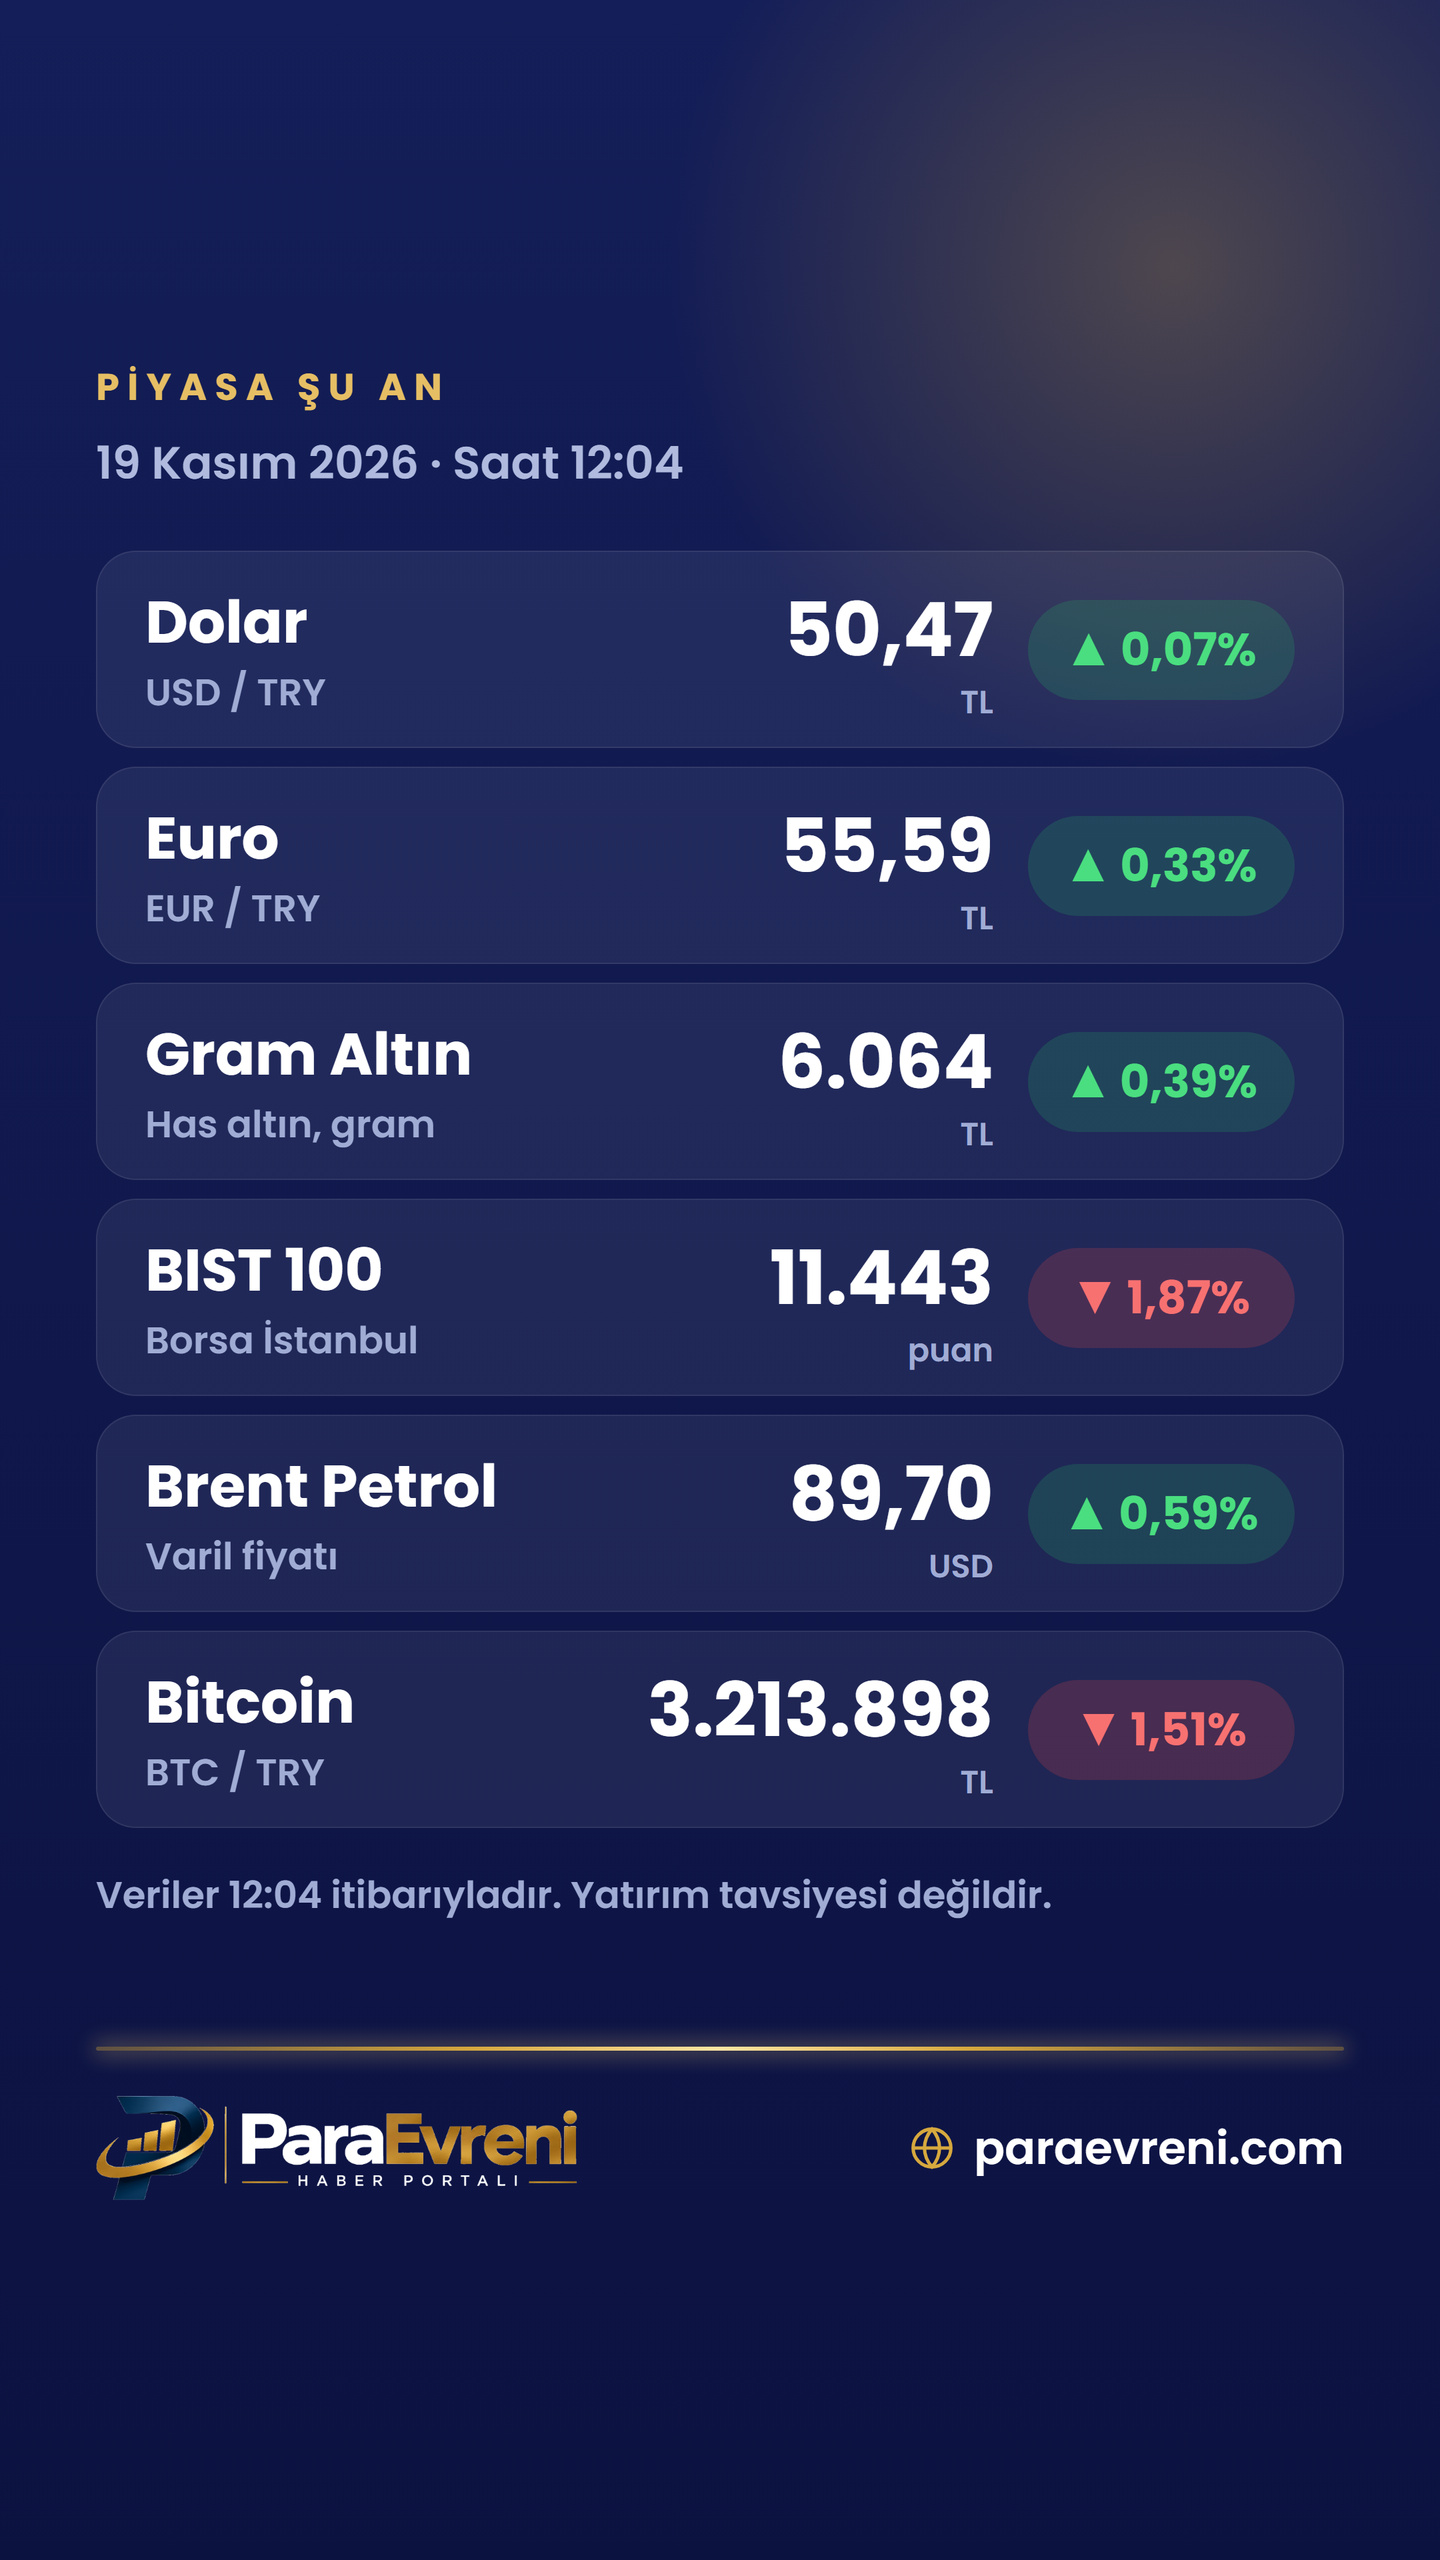 PİYASA ŞU AN
19 Kasım 2026 · Saat 12:04
Dolar
USD / TRY
50,47
TL
▲ 0,07%
Euro
EUR / TRY
55,59
TL
▲ 0,33%
Gram Altın
Has altın, gram
6.064
TL
▲ 0,39%
BIST 100
Borsa İstanbul
11.443
puan
▼ 1,87%
Brent Petrol
Varil fiyatı
89,70
USD
▲ 0,59%
Bitcoin
BTC / TRY
3.213.898
TL
▼ 1,51%
Veriler 12:04 itibarıyladır. Yatırım tavsiyesi değildir.
ParaEvreni
HABER PORTALI
paraevreni.com